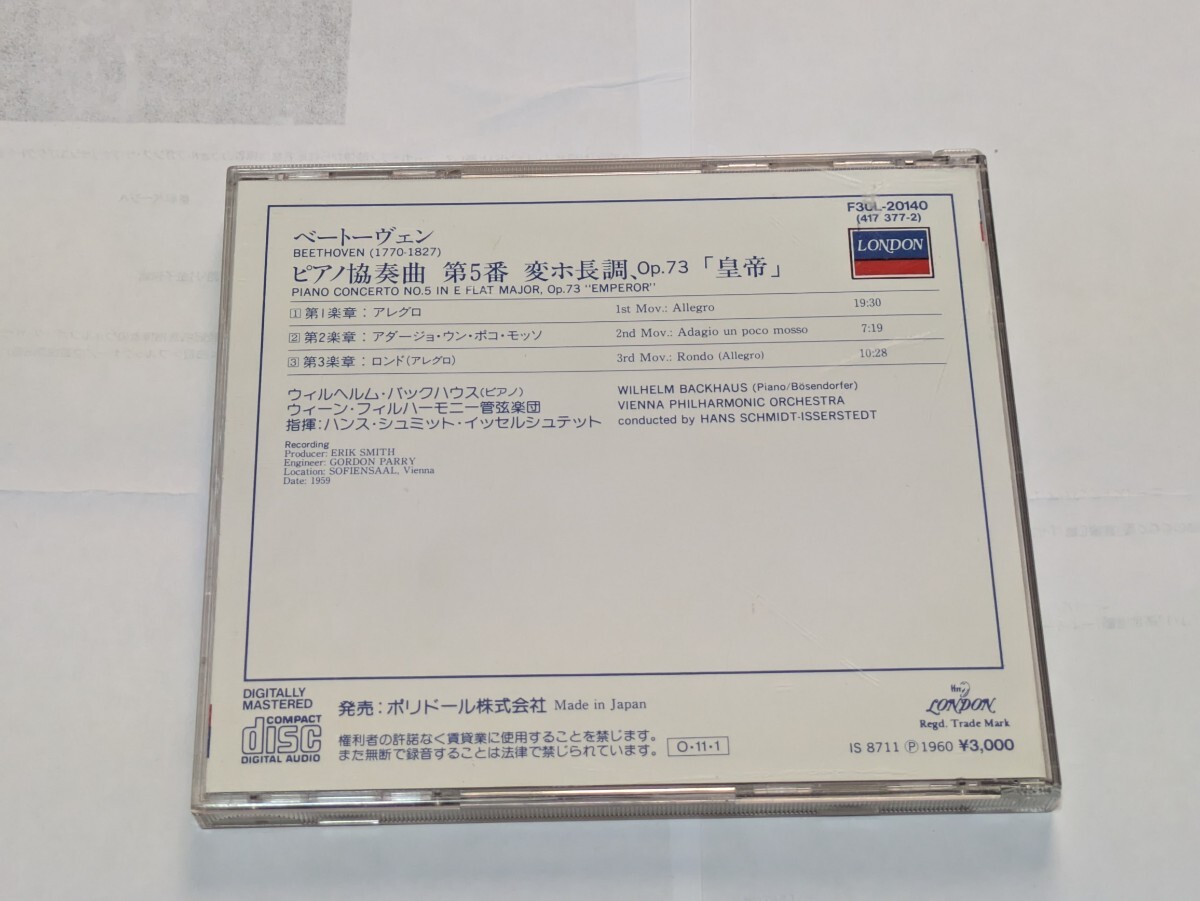 F30L-20140
(417 377-2)
LONDON
ベートーヴェン
BEETHOVEN (1770-1827)
ピアノ協奏曲 第5番 変ホ長調、Op.73「皇帝」
PIANO CONCERTO NO.5 IN E FLAT MAJOR, Op.73 "EMPEROR"
1 第1楽章：アレグロ 1st Mov.: Allegro 19:30
2 第2楽章：アダージョ・ウン・ポコ・モッソ 2nd Mov.: Adagio un poco mosso 7:19
3 第3楽章：ロンド(アレグロ) 3rd Mov.: Rondo (Allegro) 10:28
ウィルヘルム・バックハウス(ピアノ)
ウィーン・フィルハーモニー管弦楽団
指揮：ハンス・シュミット・イッセルシュテット
WILHELM BACKHAUS (Piano/Bösendorfer)
VIENNA PHILHARMONIC ORCHESTRA
conducted by HANS SCHMIDT-ISSERSTEDT
Recording
Producer: ERIK SMITH
Engineer: GORDON PARRY
Location: SOFIENSAAL, Vienna
Date: 1959
DIGITALLY
MASTERED
COMPACT
disc
DIGITAL AUDIO
発売：ポリドール株式会社 Made in Japan
権利者の許諾なく賃貸業に使用することを禁じます。
また無断で録音することは法律で禁じられています。 O・11・1
LONDON
Regd. Trade Mark
IS 8711 Ⓟ1960 ¥3,000